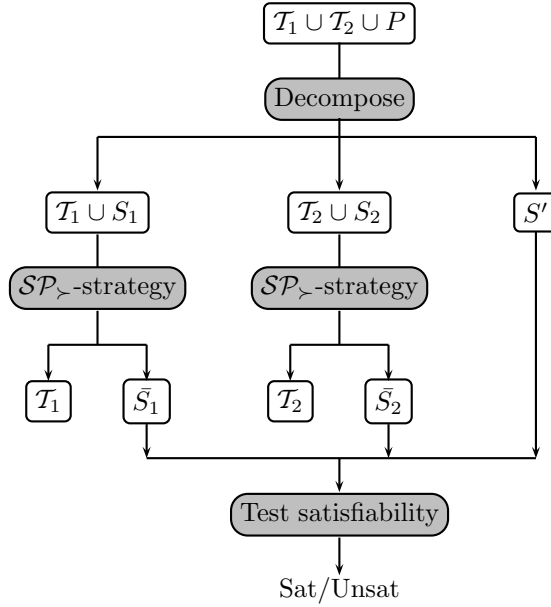 𝒯₁ ∪ 𝒯₂ ∪ P
Decompose
𝒯₁ ∪ S₁ 𝒯₂ ∪ S₂ S′
𝒮𝒫≻-strategy 𝒮𝒫≻-strategy
𝒯₁ S̄₁ 𝒯₂ S̄₂
Test satisfiability
Sat/Unsat